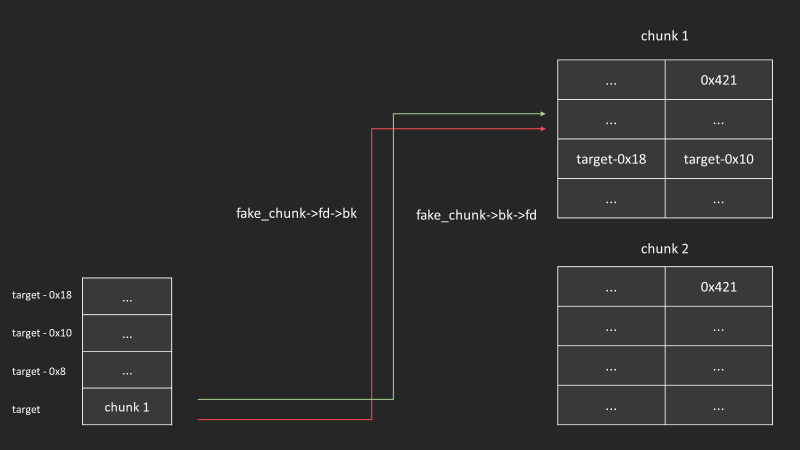 chunk 1
... 0x421
... ...
target-0x18 target-0x10
... ...
fake_chunk->fd->bk
fake_chunk->bk->fd
chunk 2
... 0x421
... ...
... ...
... ...
target - 0x18 ...
target - 0x10 ...
target - 0x8 ...
target chunk 1